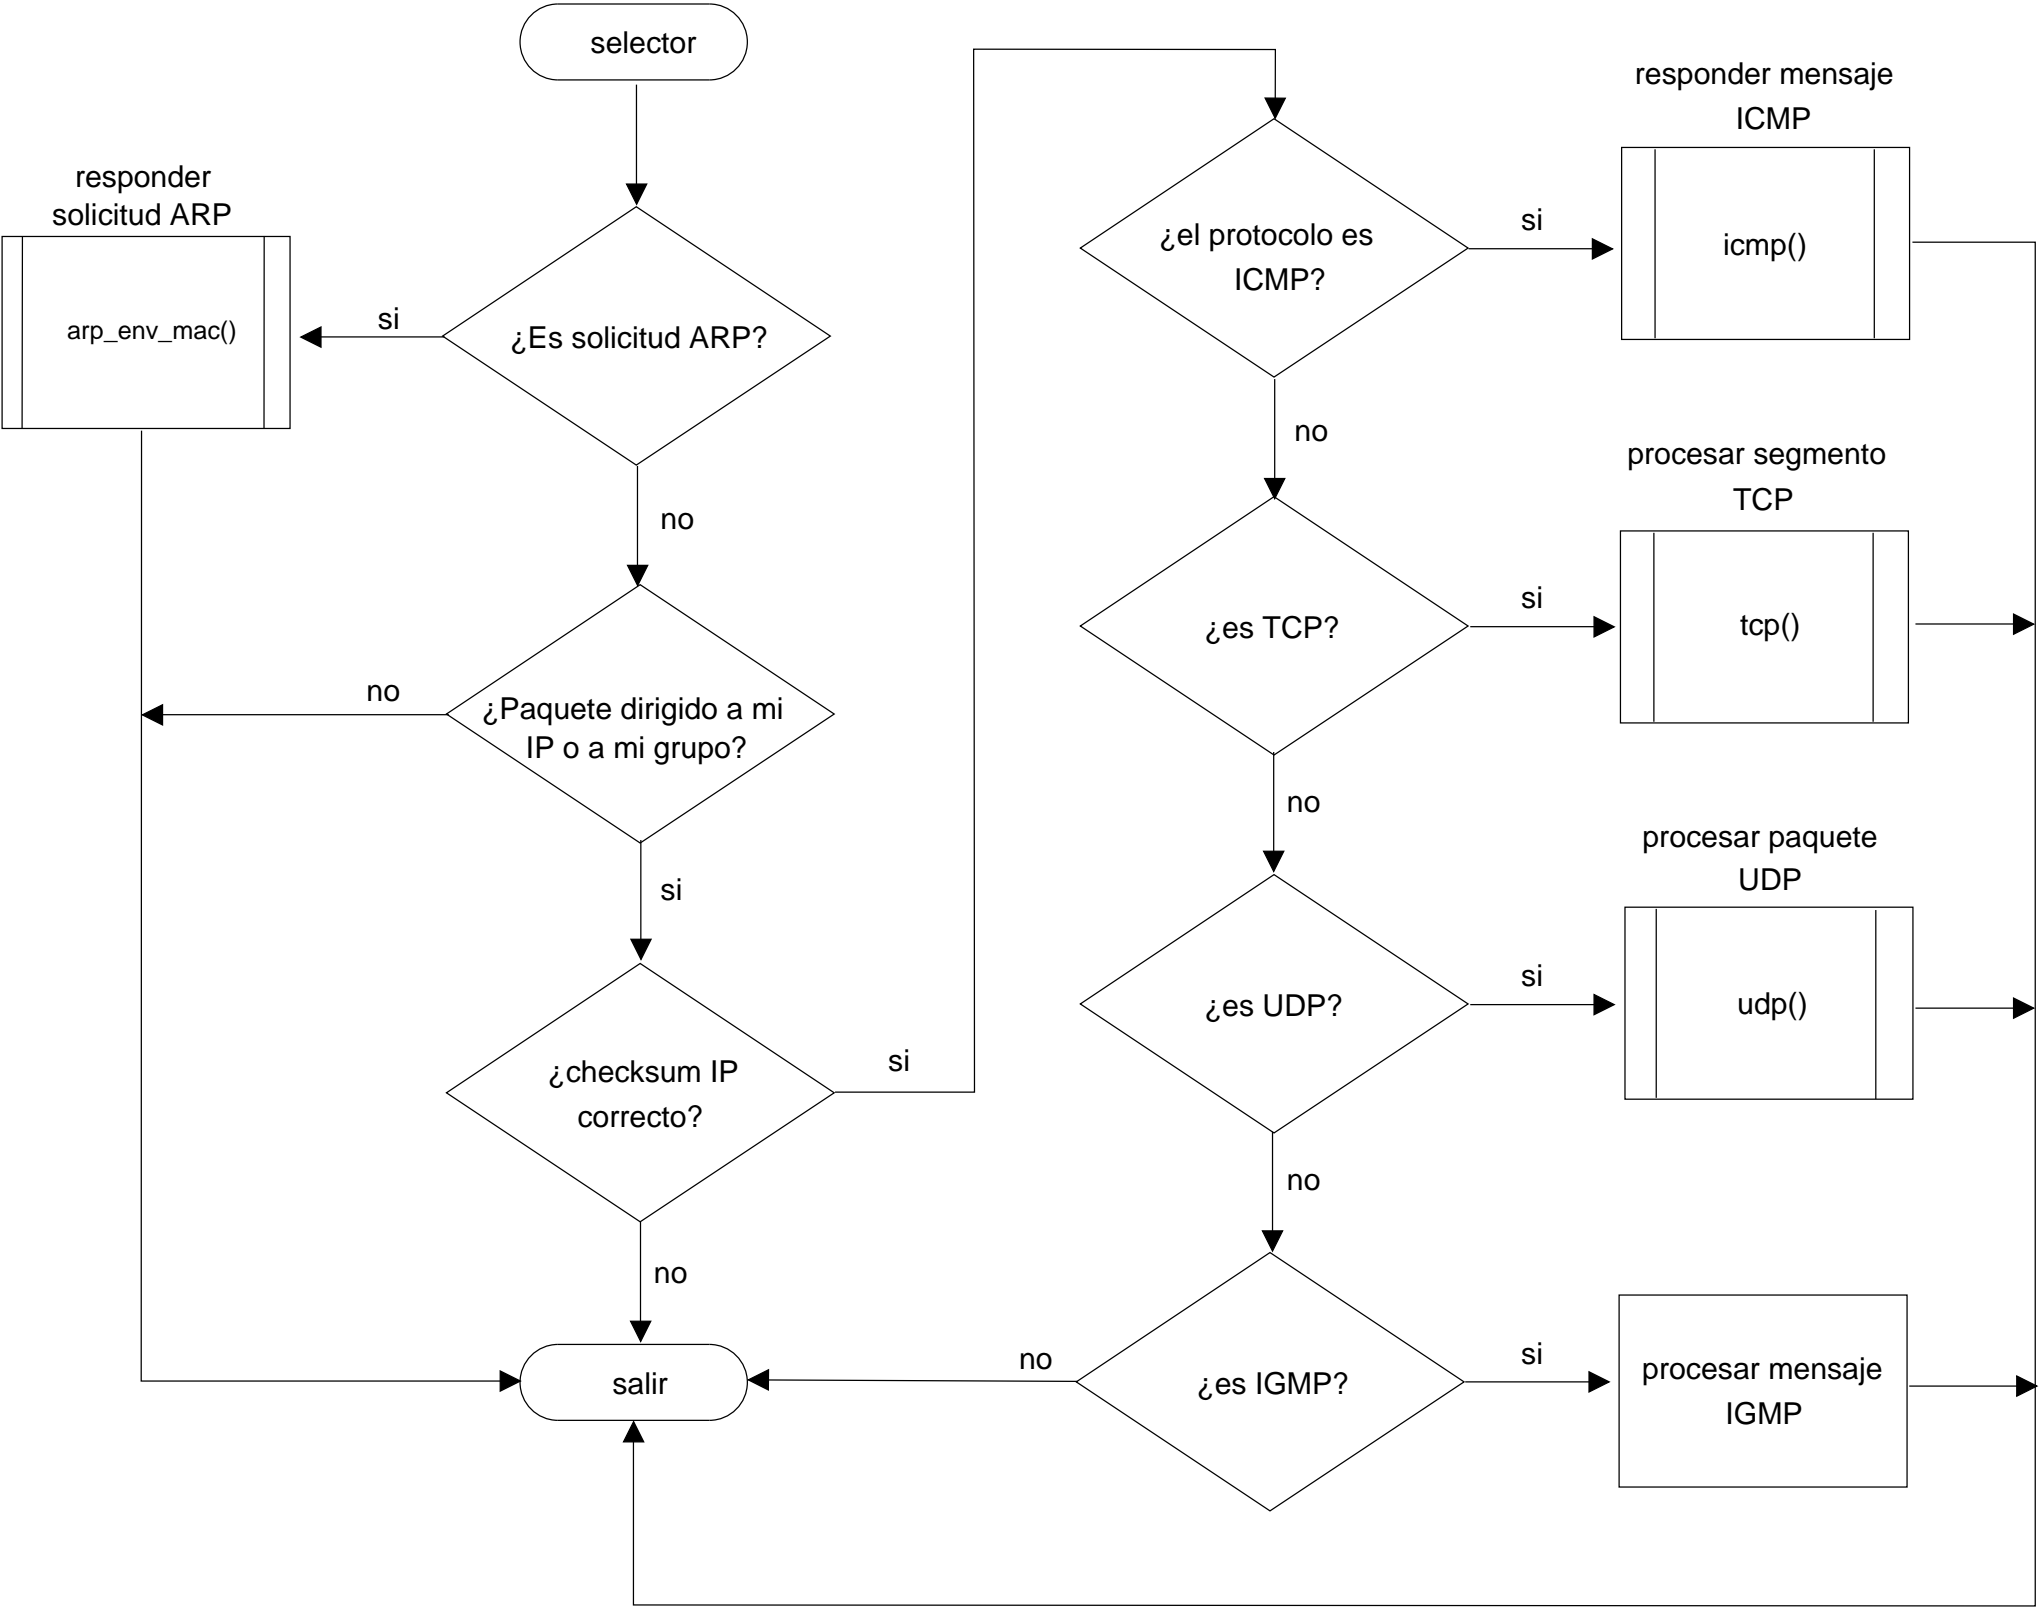 selector
responder
solicitud ARP
arp_env_mac()
si
¿Es solicitud ARP?
no
no
¿Paquete dirigido a mi
IP o a mi grupo?
si
¿checksum IP
correcto?
si
no
salir
¿el protocolo es
ICMP?
si
responder mensaje
ICMP
icmp()
no
¿es TCP?
si
procesar segmento
TCP
tcp()
no
¿es UDP?
si
procesar paquete
UDP
udp()
no
no
¿es IGMP?
si
procesar mensaje
IGMP